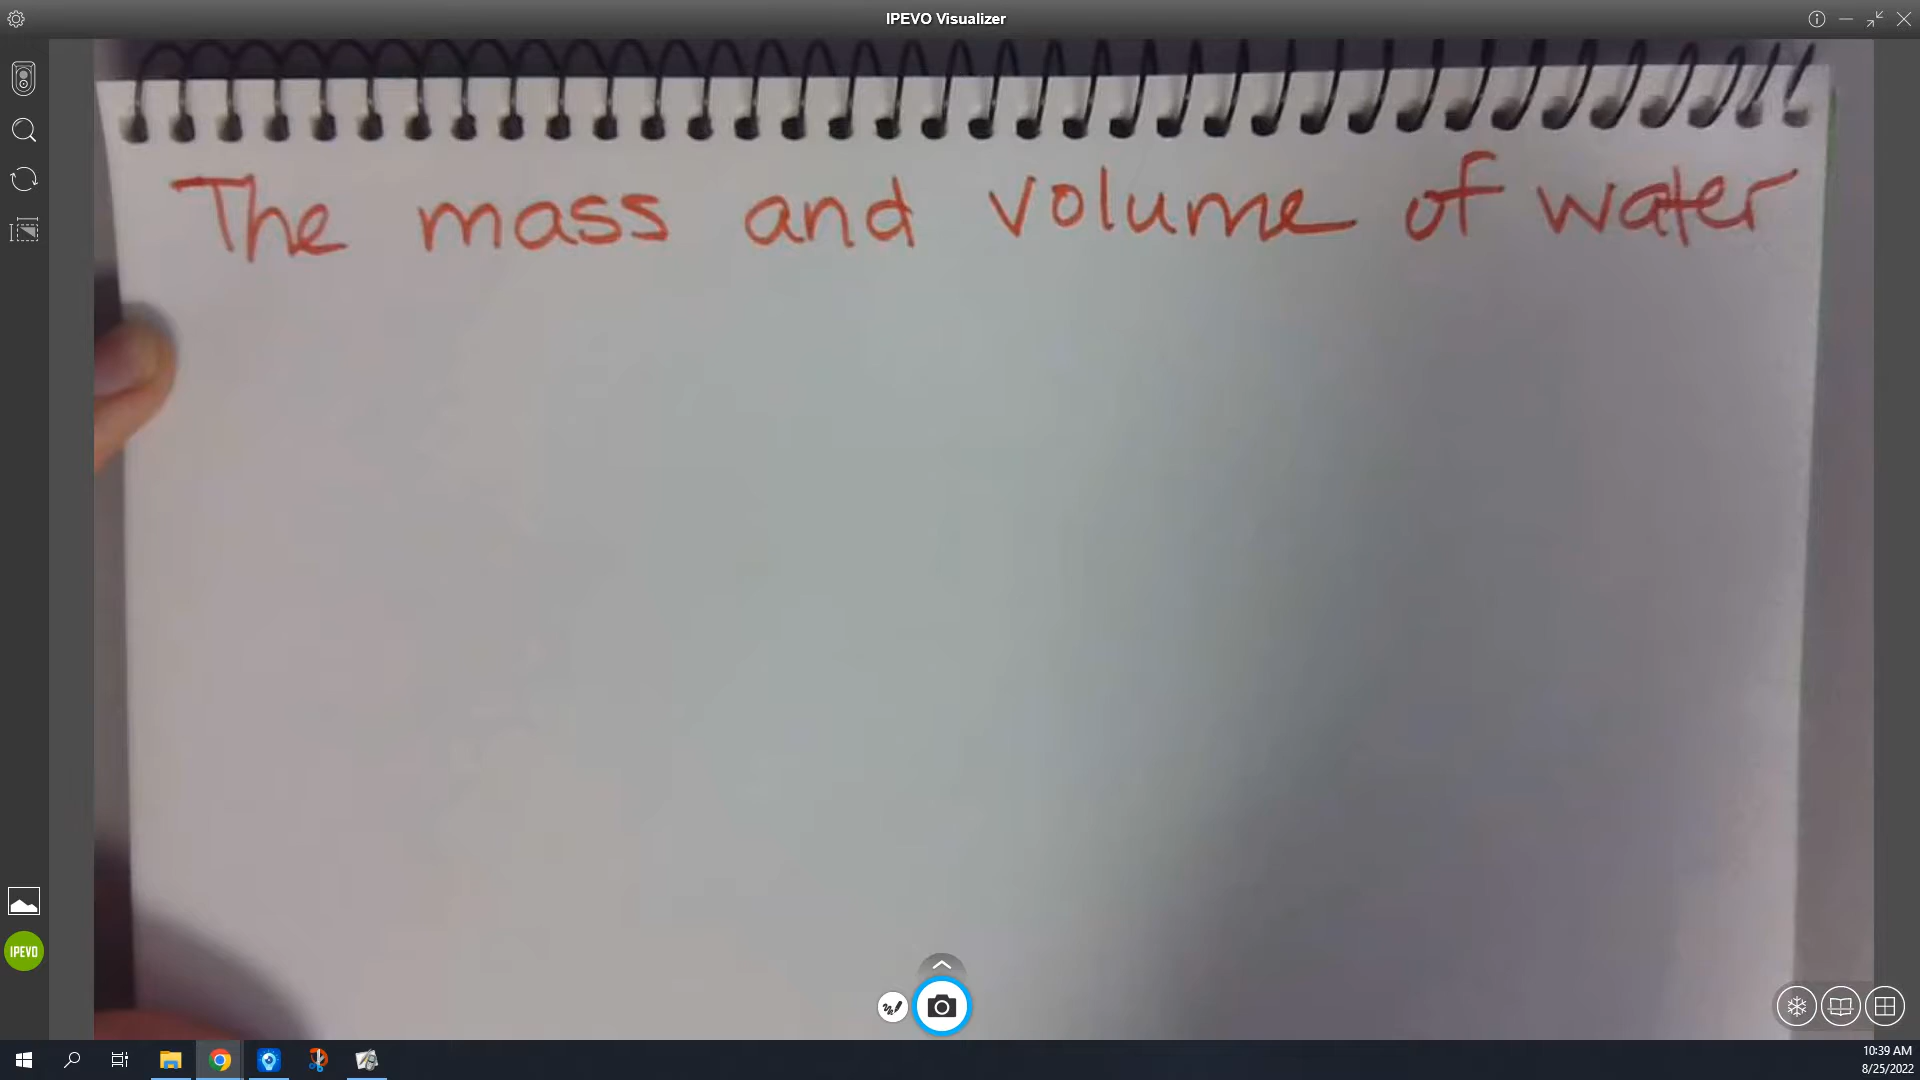 IPEVO Visualizer
The mass and volume of water
IPEVO
10:39 AM
8/25/2022